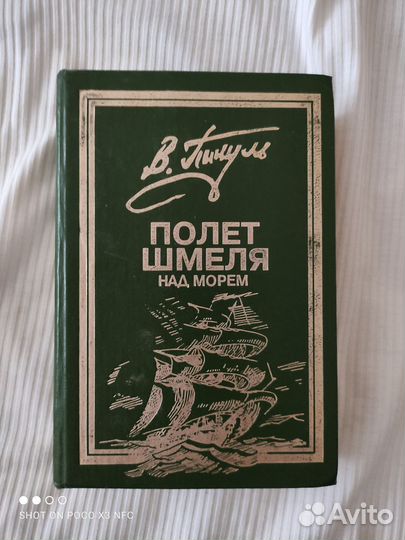 В. Пикуль
ПОЛЕТ
ШМЕЛЯ
НАД МОРЕМ
SHOT ON POCO X3 NFC
Avito